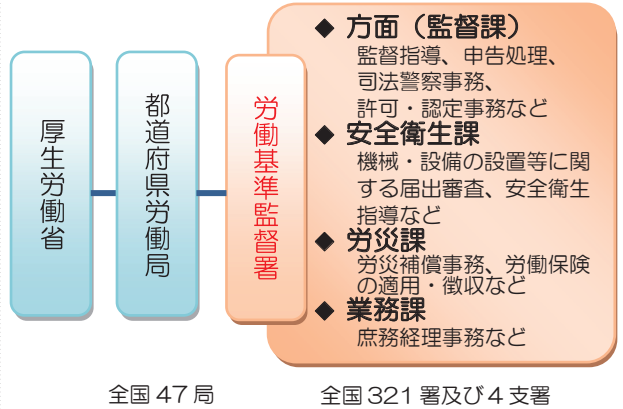 厚生労働省
都道府県労働局
労働基準監督署
◆ 方面（監督課）
監督指導、申告処理、
司法警察事務、
許可・認定事務など
◆ 安全衛生課
機械・設備の設置等に関
する届出審査、安全衛生
指導など
◆ 労災課
労災補償事務、労働保険
の適用・徴収など
◆ 業務課
庶務経理事務など
全国 47 局
全国 321 署及び 4 支署